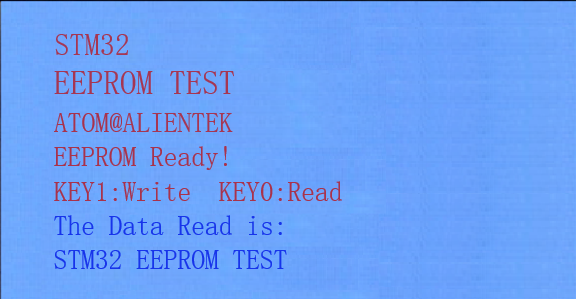 STM32
EEPROM TEST
ATOM@ALIENTEK
EEPROM Ready!
KEY1:Write  KEY0:Read
The Data Read is:
STM32 EEPROM TEST